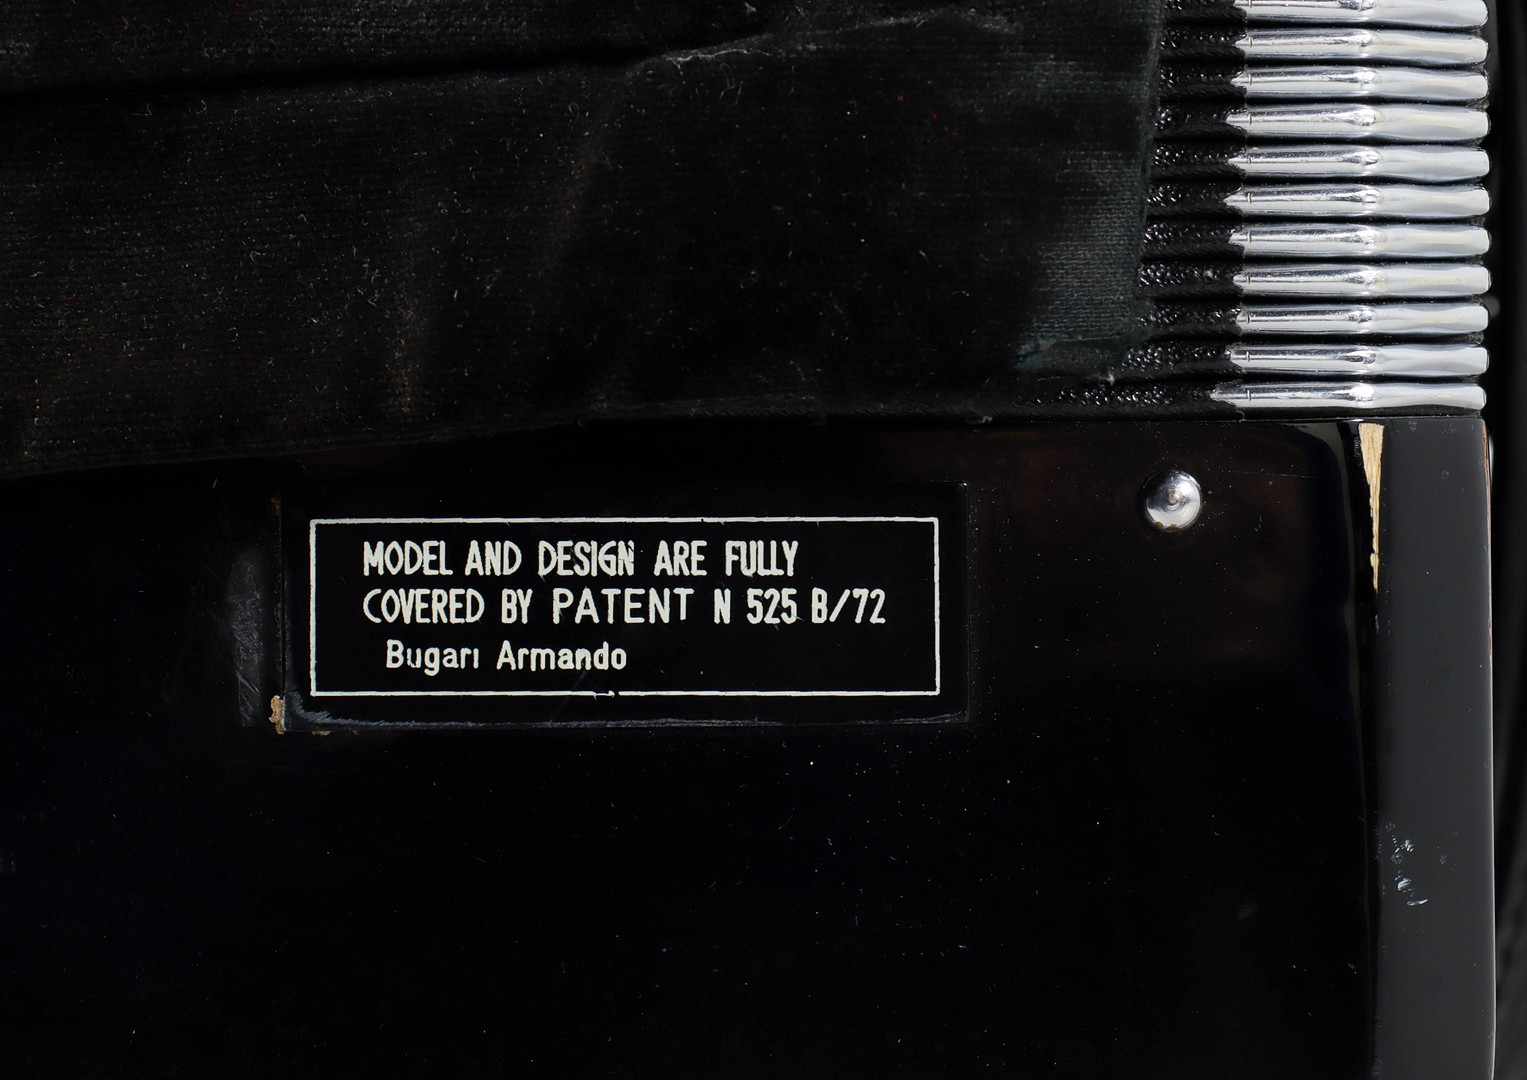 MODEL AND DESIGN ARE FULLY
COVERED BY PATENT N 525 B/72
Bugari Armando